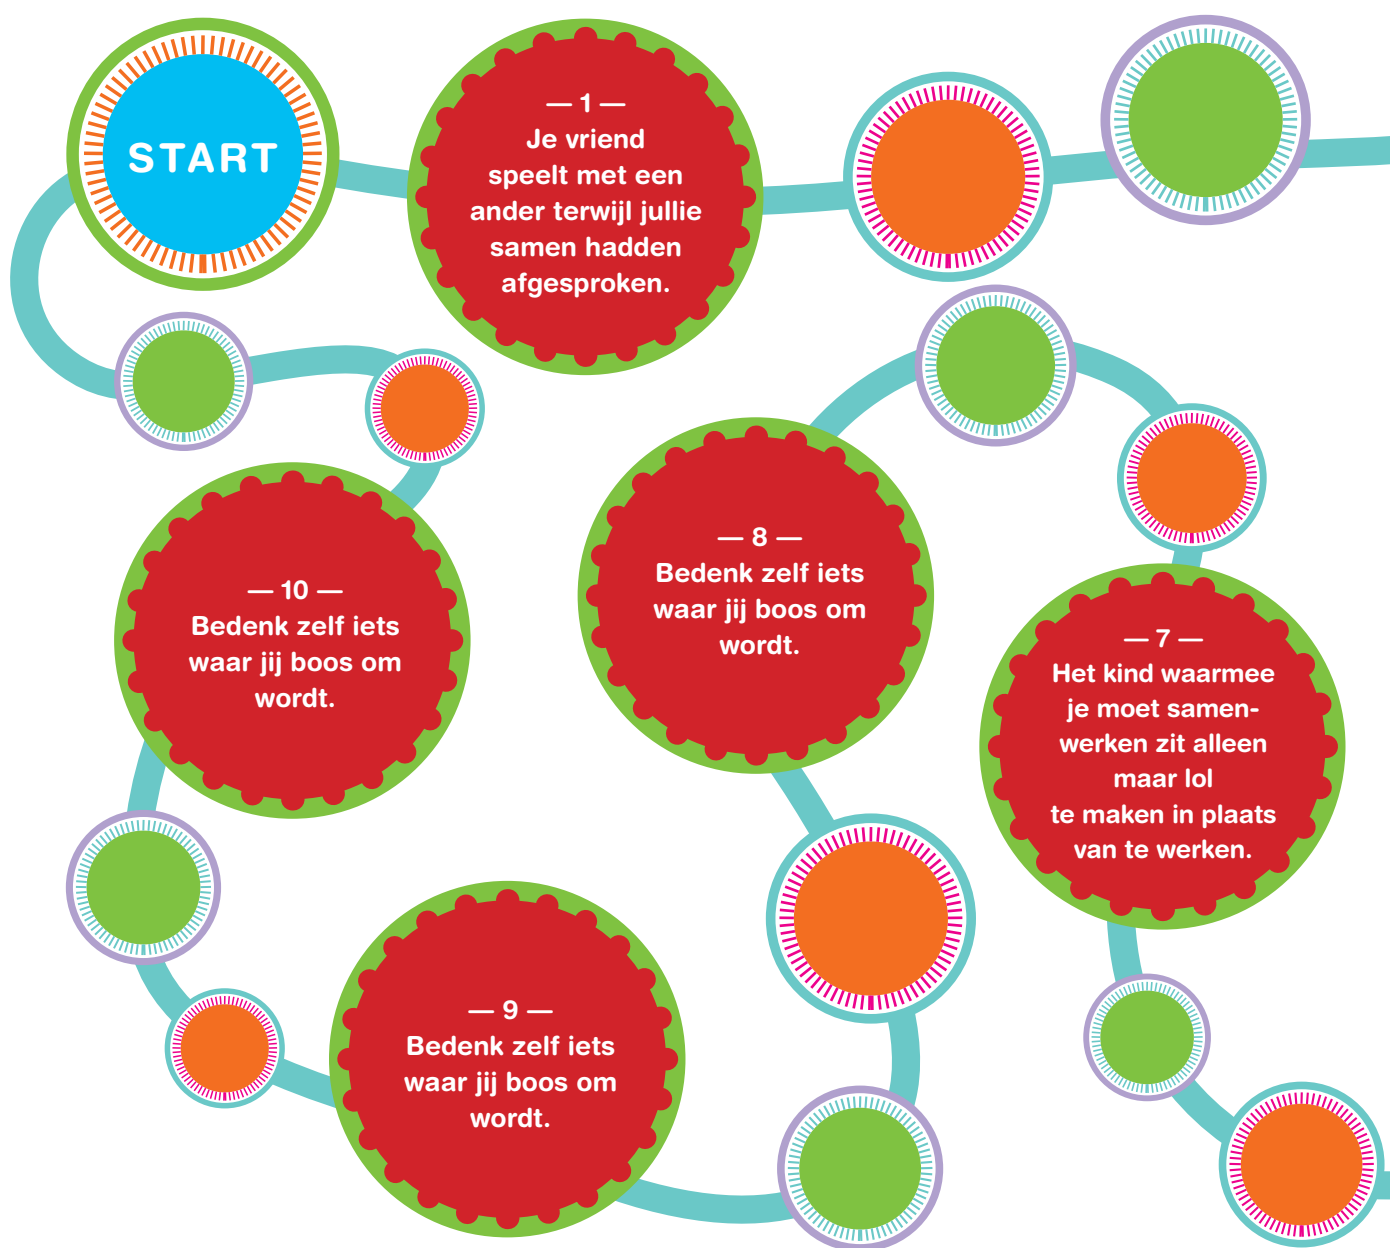 START
— 1 —
Je vriend
speelt met een
ander terwijl jullie
samen hadden
afgesproken.
— 8 —
Bedenk zelf iets
waar jij boos om
wordt.
— 10 —
Bedenk zelf iets
waar jij boos om
wordt.
— 7 —
Het kind waarmee
je moet samen-
werken zit alleen
maar lol
te maken in plaats
van te werken.
— 9 —
Bedenk zelf iets
waar jij boos om
wordt.